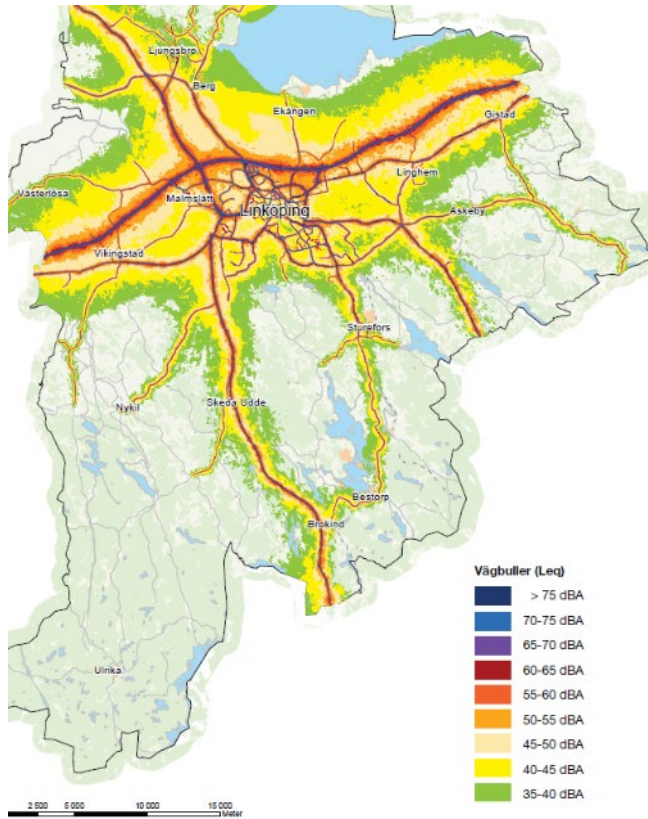 Ljungsbro
Berg
Ekängen
Gistad
Linghem
Västerlösa
Malmslätt
Linköping
Askeby
Vikingstad
Sturefors
Nykil
Skeda Udde
Bestorp
Brokind
Ulrika
Vägbuller (Leq)
> 75 dBA
70-75 dBA
65-70 dBA
60-65 dBA
55-60 dBA
50-55 dBA
45-50 dBA
40-45 dBA
35-40 dBA
2 500 5 000 10 000 15 000
Meter